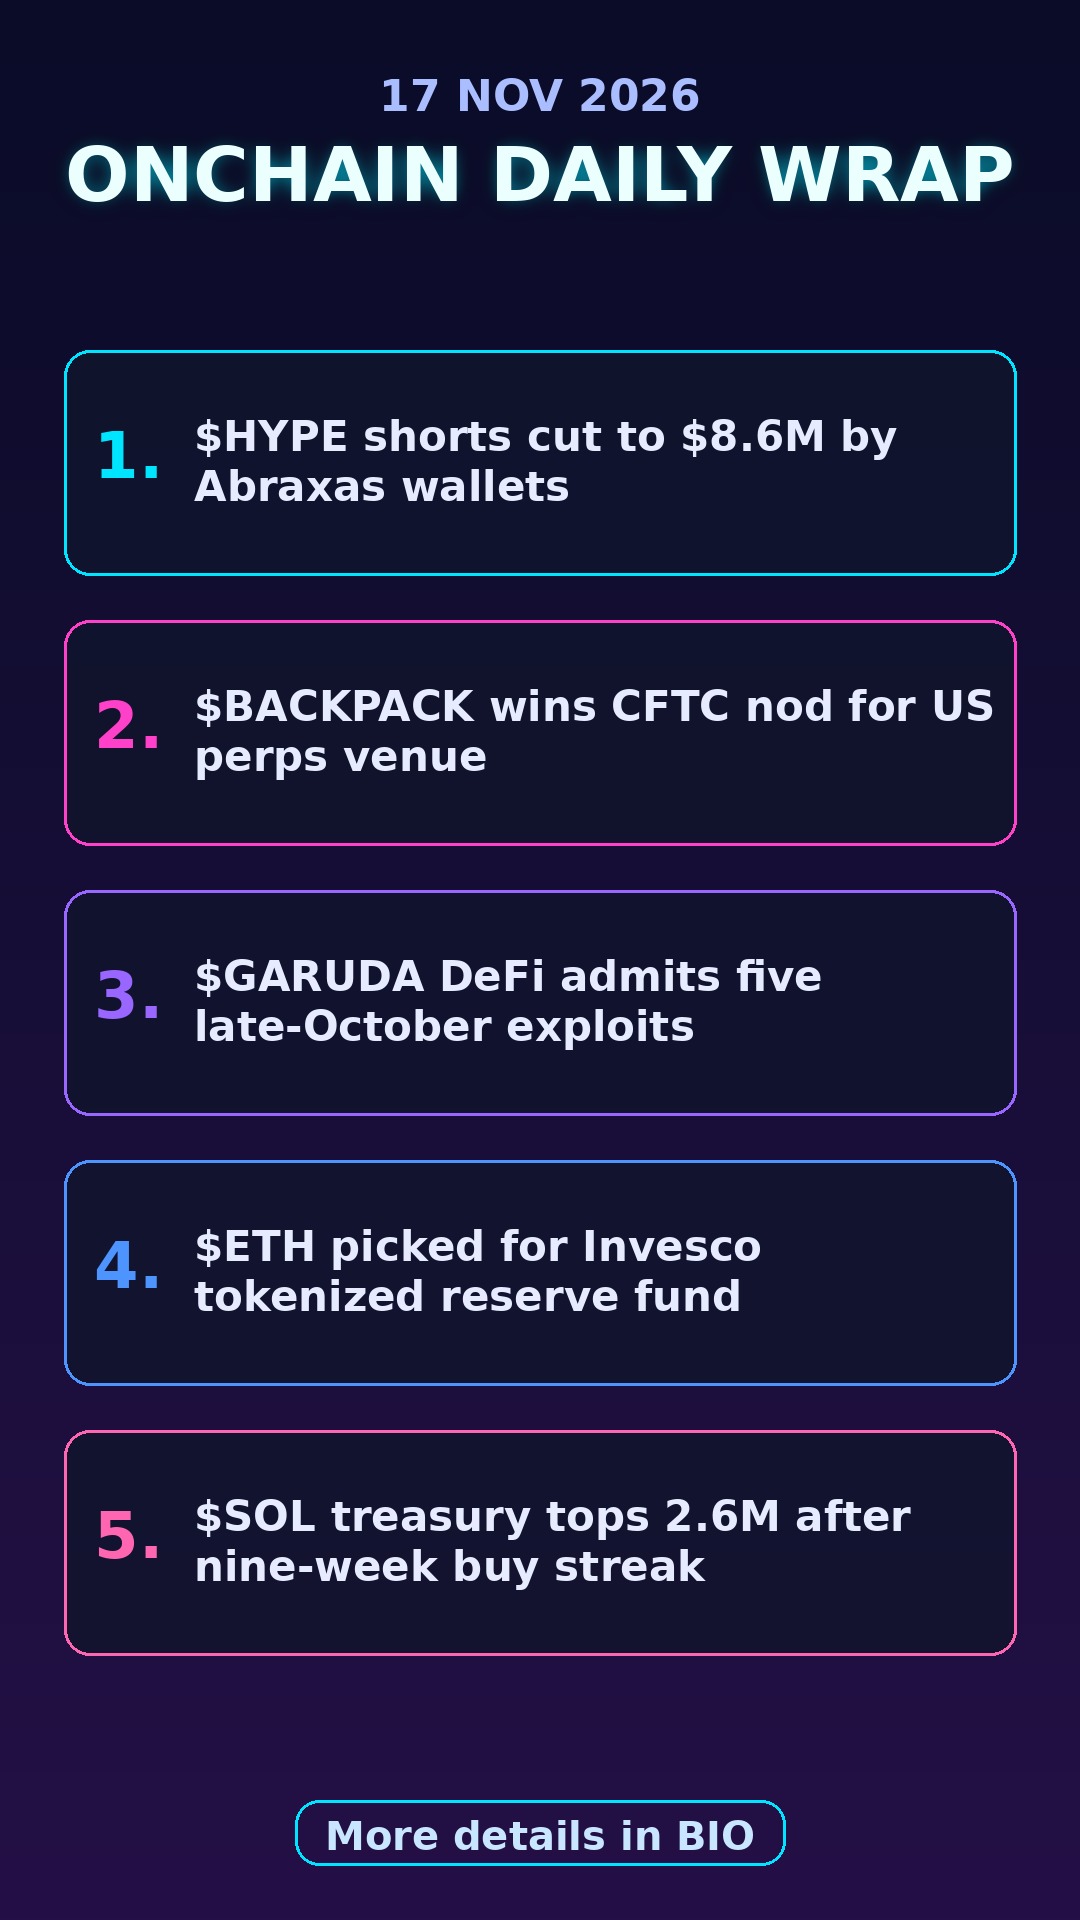 17 NOV 2026
ONCHAIN DAILY WRAP
1.
$HYPE shorts cut to $8.6M by
Abraxas wallets
2.
$BACKPACK wins CFTC nod for US
perps venue
3.
$GARUDA DeFi admits five
late-October exploits
4.
$ETH picked for Invesco
tokenized reserve fund
5.
$SOL treasury tops 2.6M after
nine-week buy streak
More details in BIO